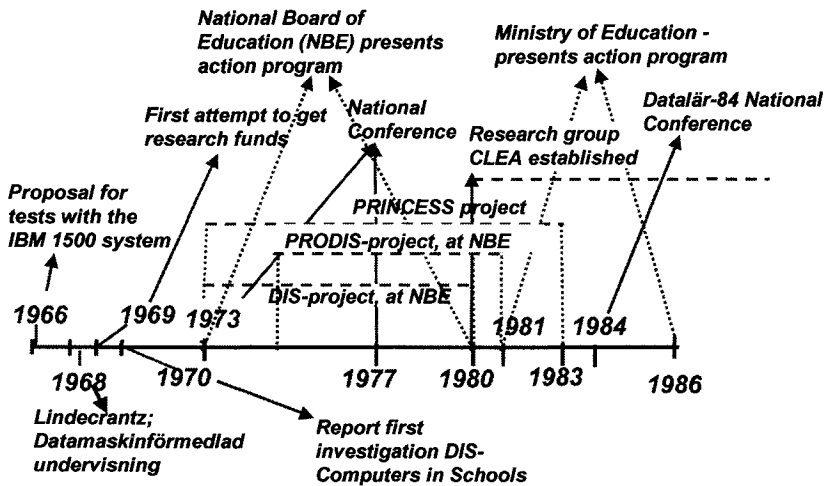 National Board of
Education (NBE) presents
action program
Ministry of Education -
presents action program
First attempt to get
research funds
National
Conference
Datalär-84 National
Conference
Research group
CLEA established
Proposal for
tests with the
IBM 1500 system
PRINCESS project
PRODIS-project, at NBE
DIS-project, at NBE
1966
1969
1973
1981
1984
1968
1970
1977
1980
1983
1986
Lindecrantz;
Datamaskinförmedlad
undervisning
Report first
investigation DIS-
Computers in Schools